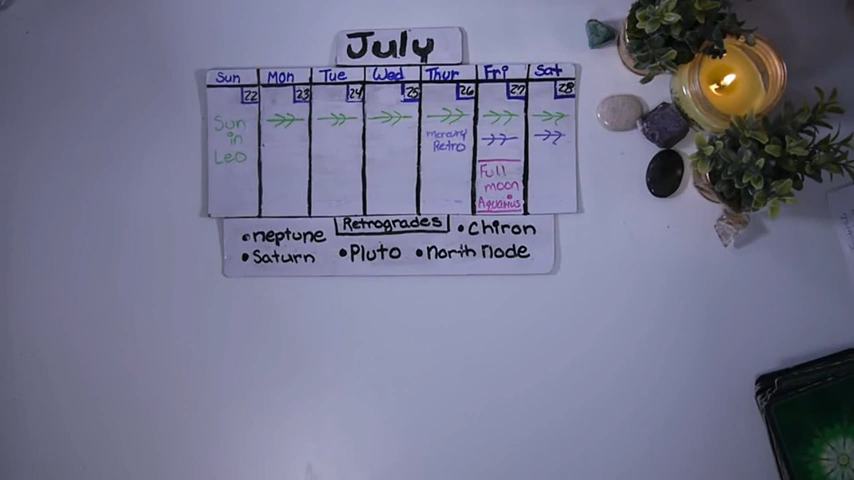 July
Sun Mon Tue Wed Thur Fri Sat
22 23 24 25 26 27 28
Sun in Leo
mercury Retro
Full moon Aquarius
Retrogrades
• neptune
• Saturn
• Pluto
• Chiron
• North Node